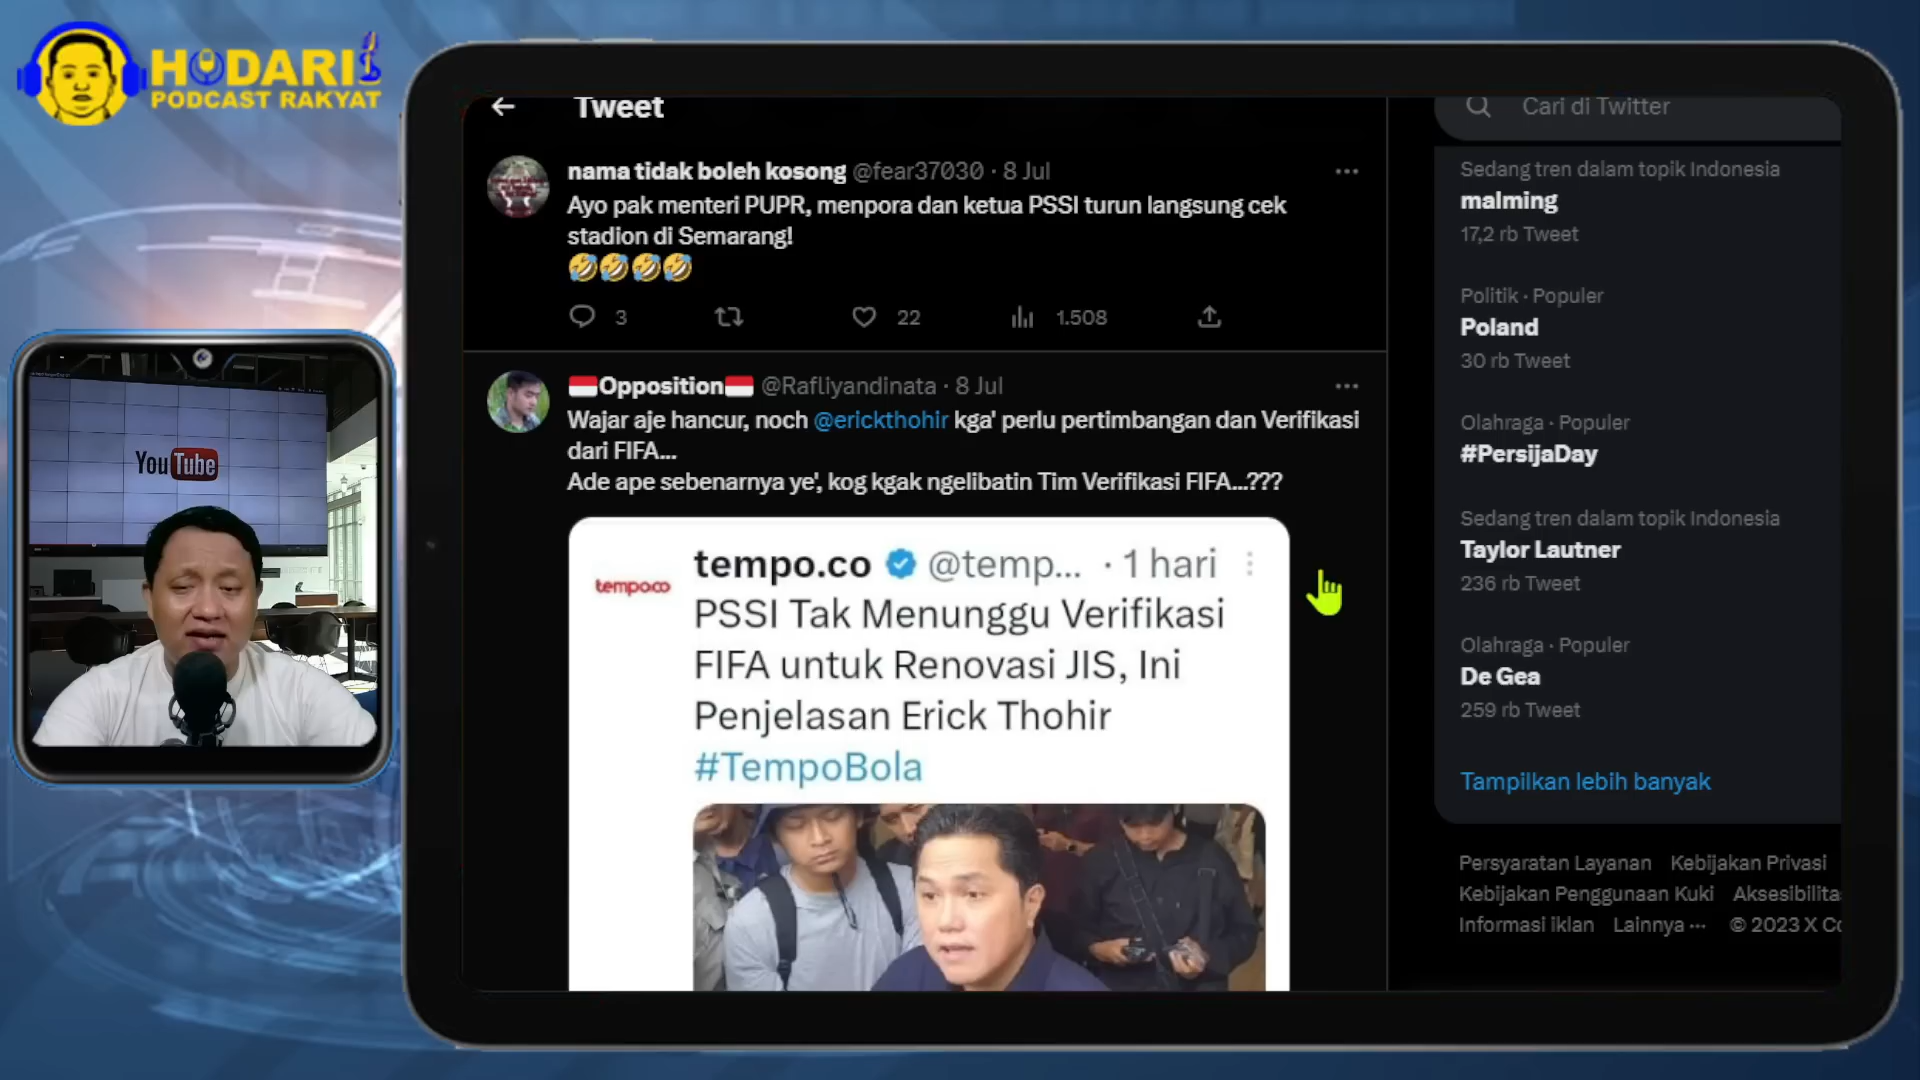 HODARI
PODCAST RAKYAT
YouTube
Tweet
nama tidak boleh kosong @fear37030 · 8 Jul
Ayo pak menteri PUPR, menpora dan ketua PSSI turun langsung cek
stadion di Semarang!
🤣🤣🤣🤣
3 22 1.508
🇮🇩Opposition🇮🇩 @Rafliyandinata · 8 Jul
Wajar aje hancur, noch @erickthohir kga' perlu pertimbangan dan Verifikasi
dari FIFA...
Ade ape sebenarnya ye', kog kgak ngelibatin Tim Verifikasi FIFA...???
tempo.co
tempo.co @temp... · 1 hari
PSSI Tak Menunggu Verifikasi
FIFA untuk Renovasi JIS, Ini
Penjelasan Erick Thohir
#TempoBola
Cari di Twitter
Sedang tren dalam topik Indonesia
malming
17,2 rb Tweet
Politik · Populer
Poland
30 rb Tweet
Olahraga · Populer
#PersijaDay
Sedang tren dalam topik Indonesia
Taylor Lautner
236 rb Tweet
Olahraga · Populer
De Gea
259 rb Tweet
Tampilkan lebih banyak
Persyaratan Layanan Kebijakan Privasi
Kebijakan Penggunaan Kuki Aksesibilita
Informasi iklan Lainnya ··· © 2023 X Co